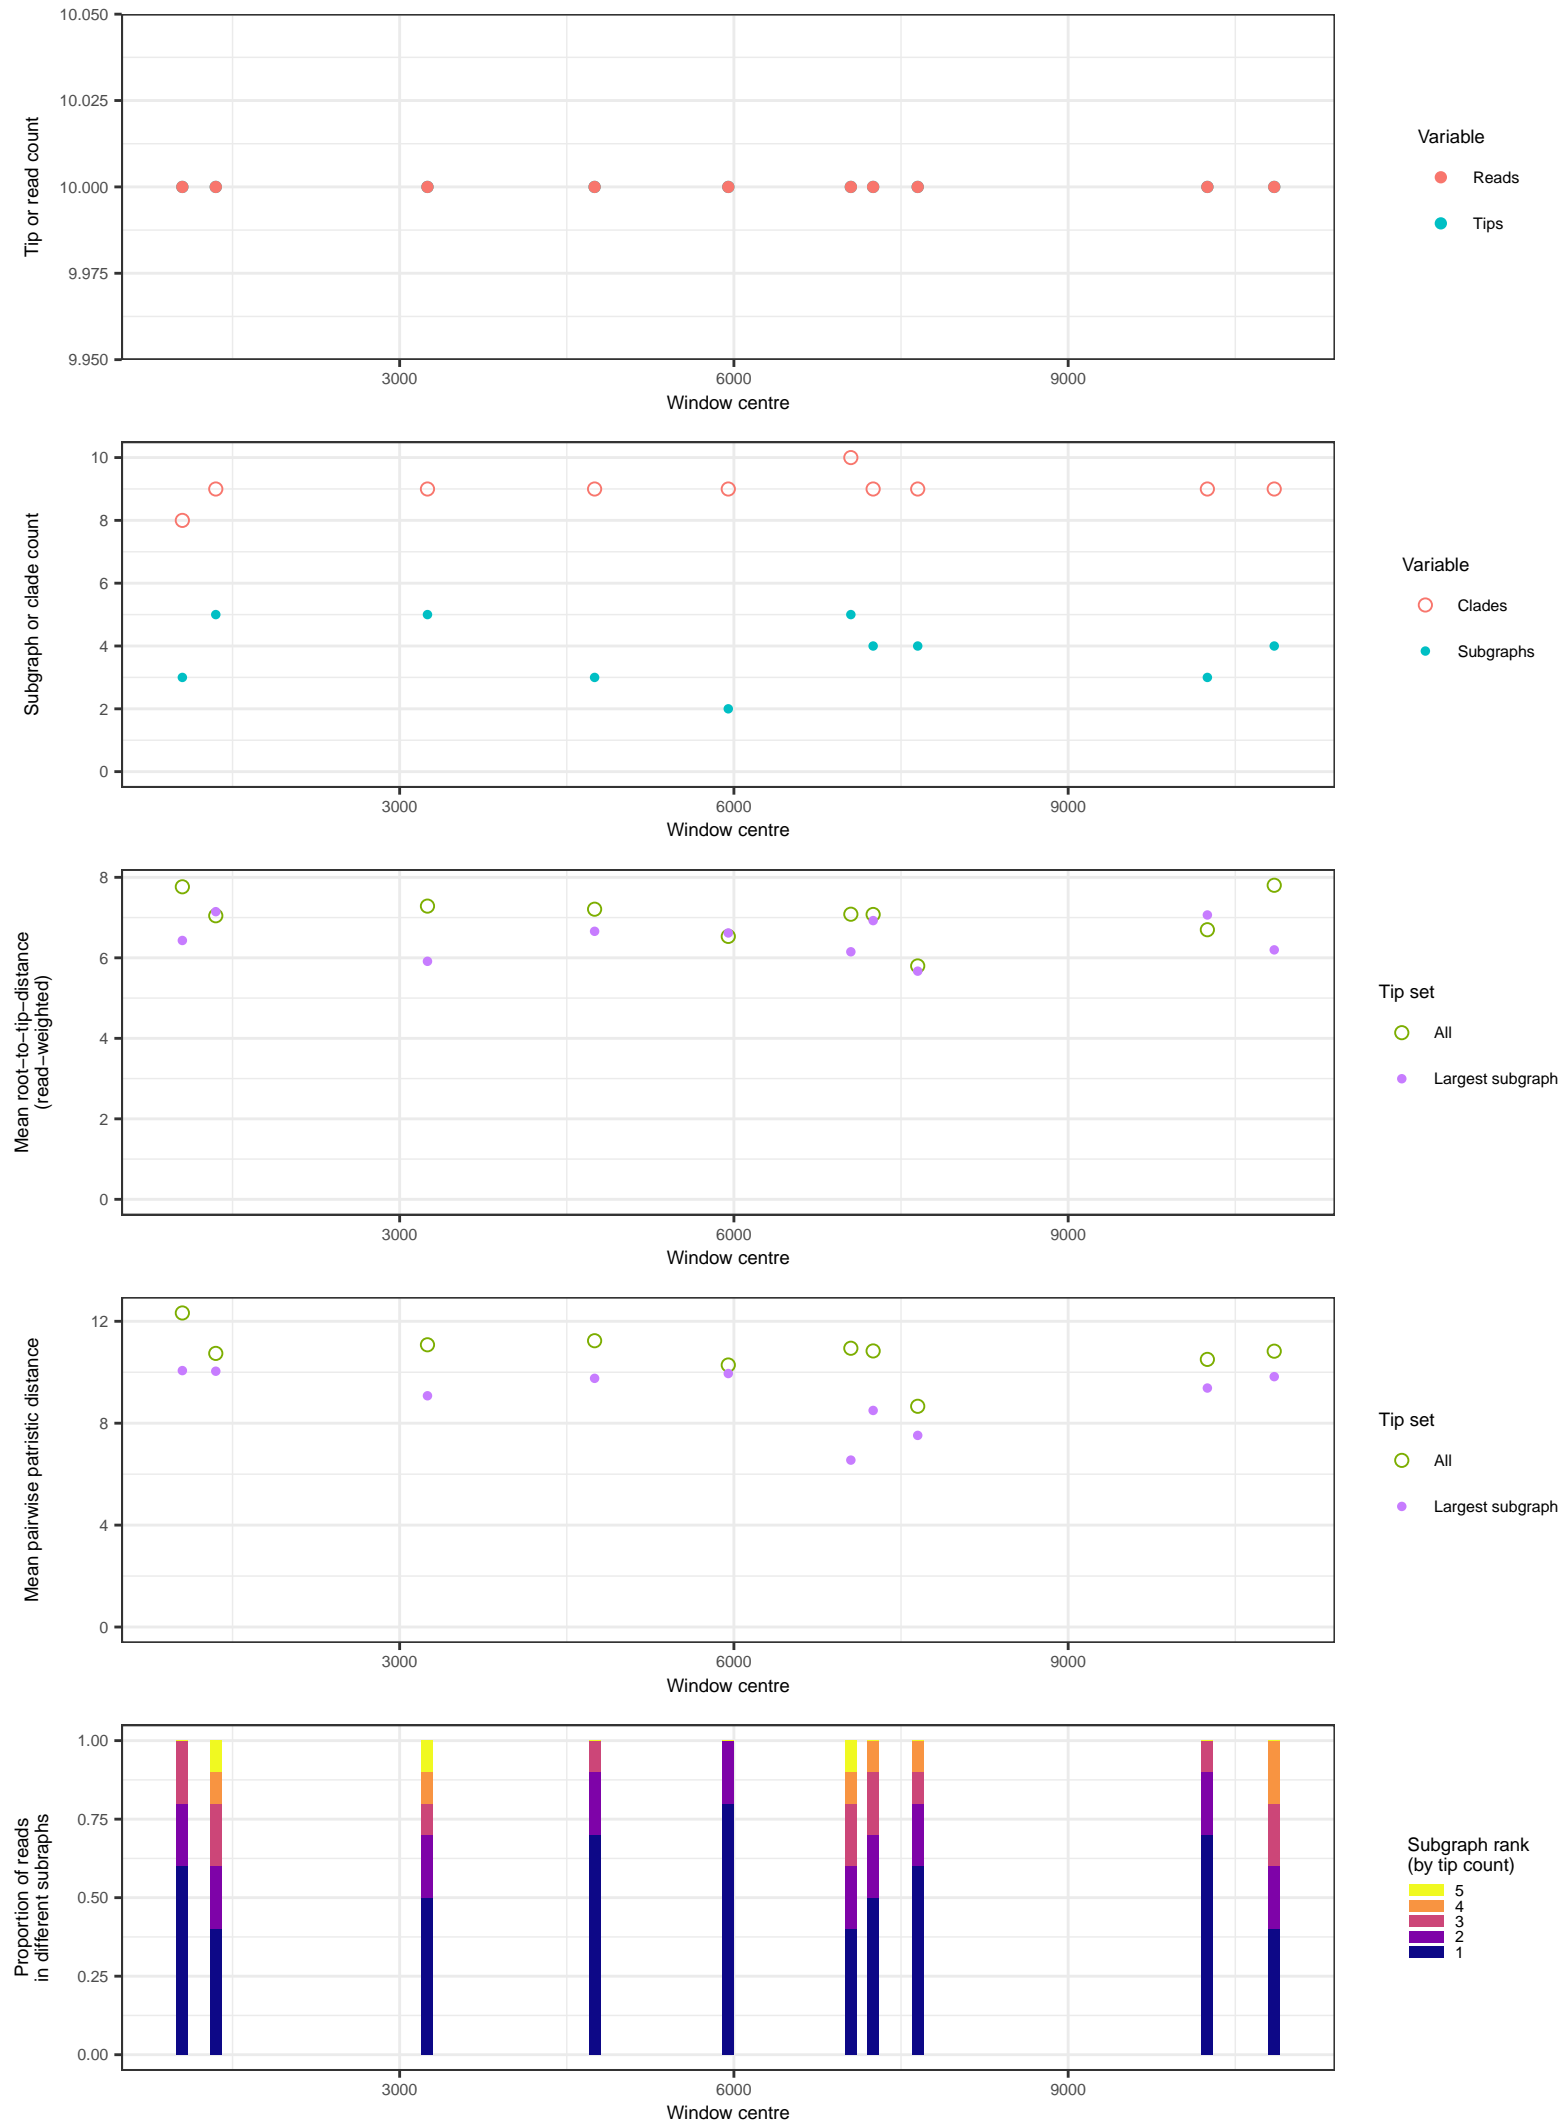 10.050
10.025
10.000
9.975
9.950
Tip or read count
3000 6000 9000
Window centre
Variable
Reads
Tips
10
8
6
4
2
0
Subgraph or clade count
3000 6000 9000
Window centre
Variable
Clades
Subgraphs
8
6
4
2
0
Mean root−to−tip−distance
(read−weighted)
3000 6000 9000
Window centre
Tip set
All
Largest subgraph
12
8
4
0
Mean pairwise patristic distance
3000 6000 9000
Window centre
Tip set
All
Largest subgraph
1.00
0.75
0.50
0.25
0.00
Proportion of reads
in different subraphs
3000 6000 9000
Window centre
Subgraph rank
(by tip count)
5
4
3
2
1